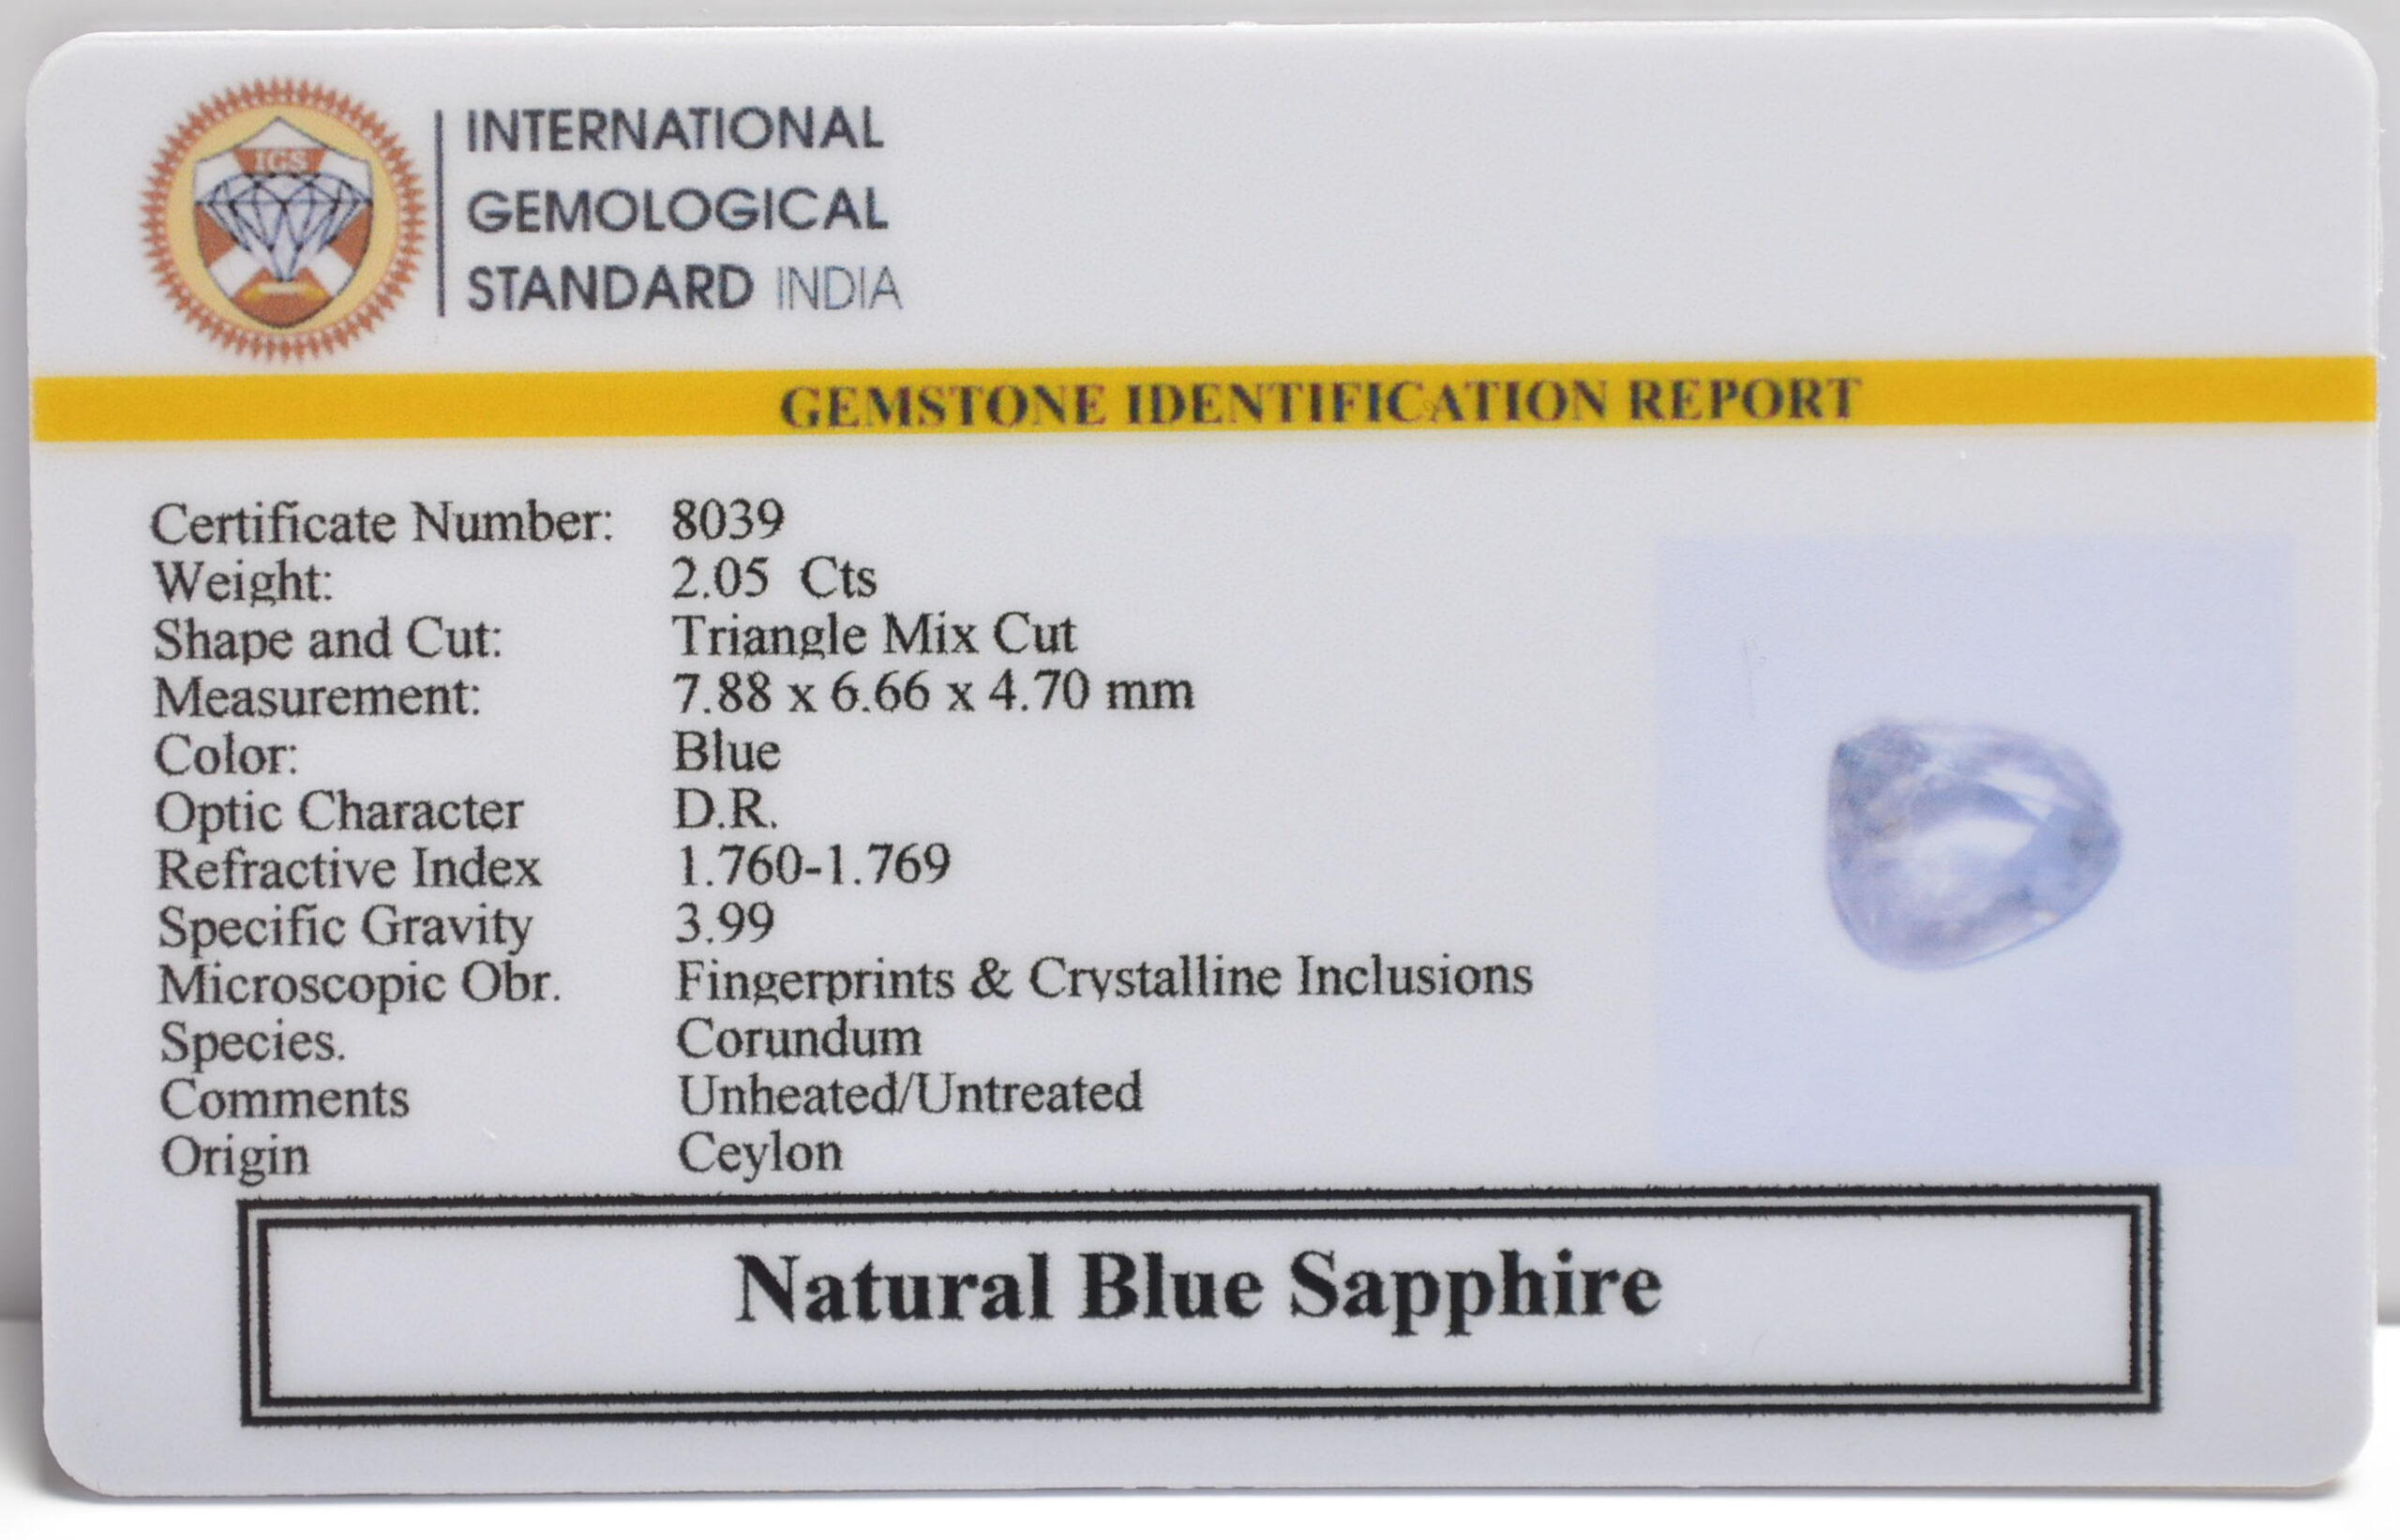 IGS
INTERNATIONAL
GEMOLOGICAL
STANDARD INDIA
GEMSTONE IDENTIFICATION REPORT
Certificate Number: 8039
Weight: 2.05 Cts
Shape and Cut: Triangle Mix Cut
Measurement: 7.88 x 6.66 x 4.70 mm
Color: Blue
Optic Character D.R.
Refractive Index 1.760-1.769
Specific Gravity 3.99
Microscopic Obr. Fingerprints & Crystalline Inclusions
Species. Corundum
Comments Unheated/Untreated
Origin Ceylon
Natural Blue Sapphire